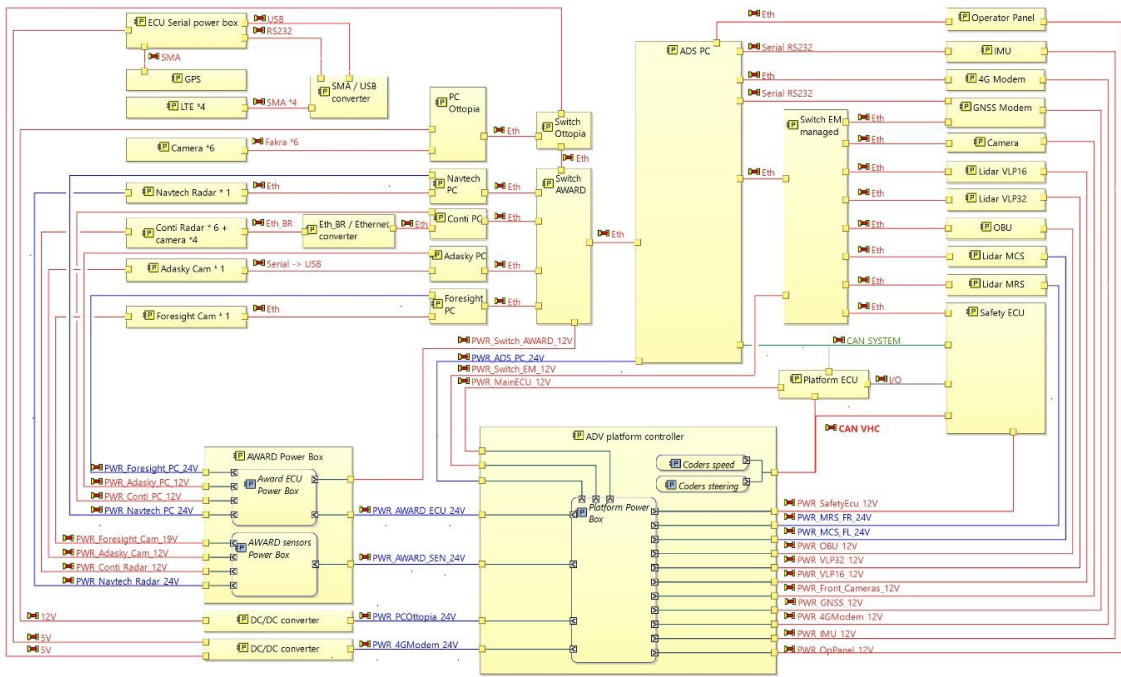 ECU Serial power box
USB
RS232
SMA
GPS
LTE *4
SMA *4
SMA / USB
converter
Camera *6
Fakra *6
PC
Ottopia
Eth
Switch
Ottopia
Eth
Navtech Radar * 1
Eth
Navtech
PC
Eth
Switch
AWARD
Conti Radar * 6 +
camera *4
Eth_BR
Eth_BR / Ethernet
converter
Eth
Conti PC
Eth
Adasky Cam * 1
Serial -> USB
Adasky PC
Eth
Foresight Cam * 1
Eth
Foresight
PC
Eth
Eth
ADS PC
Eth
Serial RS232
Eth
Serial RS232
Eth
Switch EM
managed
Operator Panel
IMU
4G Modem
GNSS Modem
Eth
Camera
Eth
Lidar VLP16
Eth
Lidar VLP32
Eth
OBU
Eth
Lidar MCS
Eth
Lidar MRS
Eth
Safety ECU
Eth
CAN_SYSTEM
Platform ECU
I/O
CAN VHC
PWR_Switch_AWARD_12V
PWR_ADS_PC_24V
PWR_Switch_EM_12V
PWR_MainECU_12V
AWARD Power Box
PWR_Foresight_PC_24V
PWR_Adasky_PC_12V
PWR_Conti_PC_12V
PWR_Navtech_PC_24V
Award ECU
Power Box
PWR_Foresight_Cam_19V
PWR_Adasky_Cam_12V
PWR_Conti_Radar_12V
PWR_Navtech_Radar_24V
AWARD sensors
Power Box
PWR_AWARD_ECU_24V
PWR_AWARD_SEN_24V
12V
DC/DC converter
PWR_PCOttopia_24V
5V
5V
DC/DC converter
PWR_4GModem_24V
ADV platform controller
Coders speed
Coders steering
Platform Power
Box
PWR_SafetyEcu_12V
PWR_MRS_FR_24V
PWR_MCS_FL_24V
PWR_OBU_12V
PWR_VLP32_12V
PWR_VLP16_12V
PWR_Front_Cameras_12V
PWR_GNSS_12V
PWR_4GModem_12V
PWR_IMU_12V
PWR_OpPanel_12V